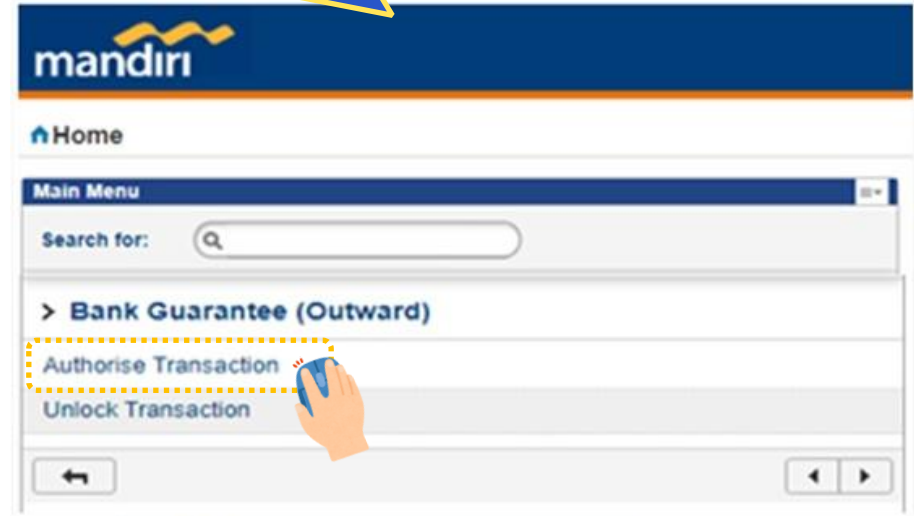 mandiri
Home
Main Menu
Search for:
> Bank Guarantee (Outward)
Authorise Transaction
Unlock Transaction